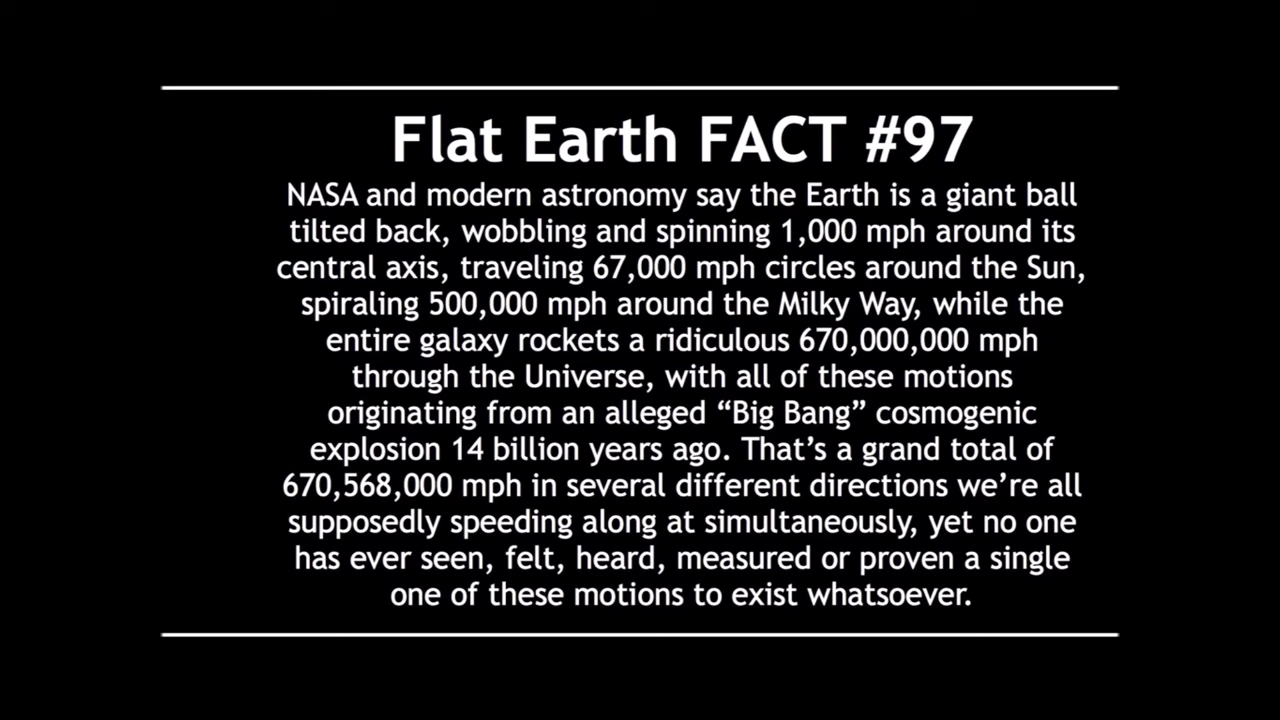 Flat Earth FACT #97
NASA and modern astronomy say the Earth is a giant ball
tilted back, wobbling and spinning 1,000 mph around its
central axis, traveling 67,000 mph circles around the Sun,
spiraling 500,000 mph around the Milky Way, while the
entire galaxy rockets a ridiculous 670,000,000 mph
through the Universe, with all of these motions
originating from an alleged “Big Bang” cosmogenic
explosion 14 billion years ago. That’s a grand total of
670,568,000 mph in several different directions we’re all
supposedly speeding along at simultaneously, yet no one
has ever seen, felt, heard, measured or proven a single
one of these motions to exist whatsoever.